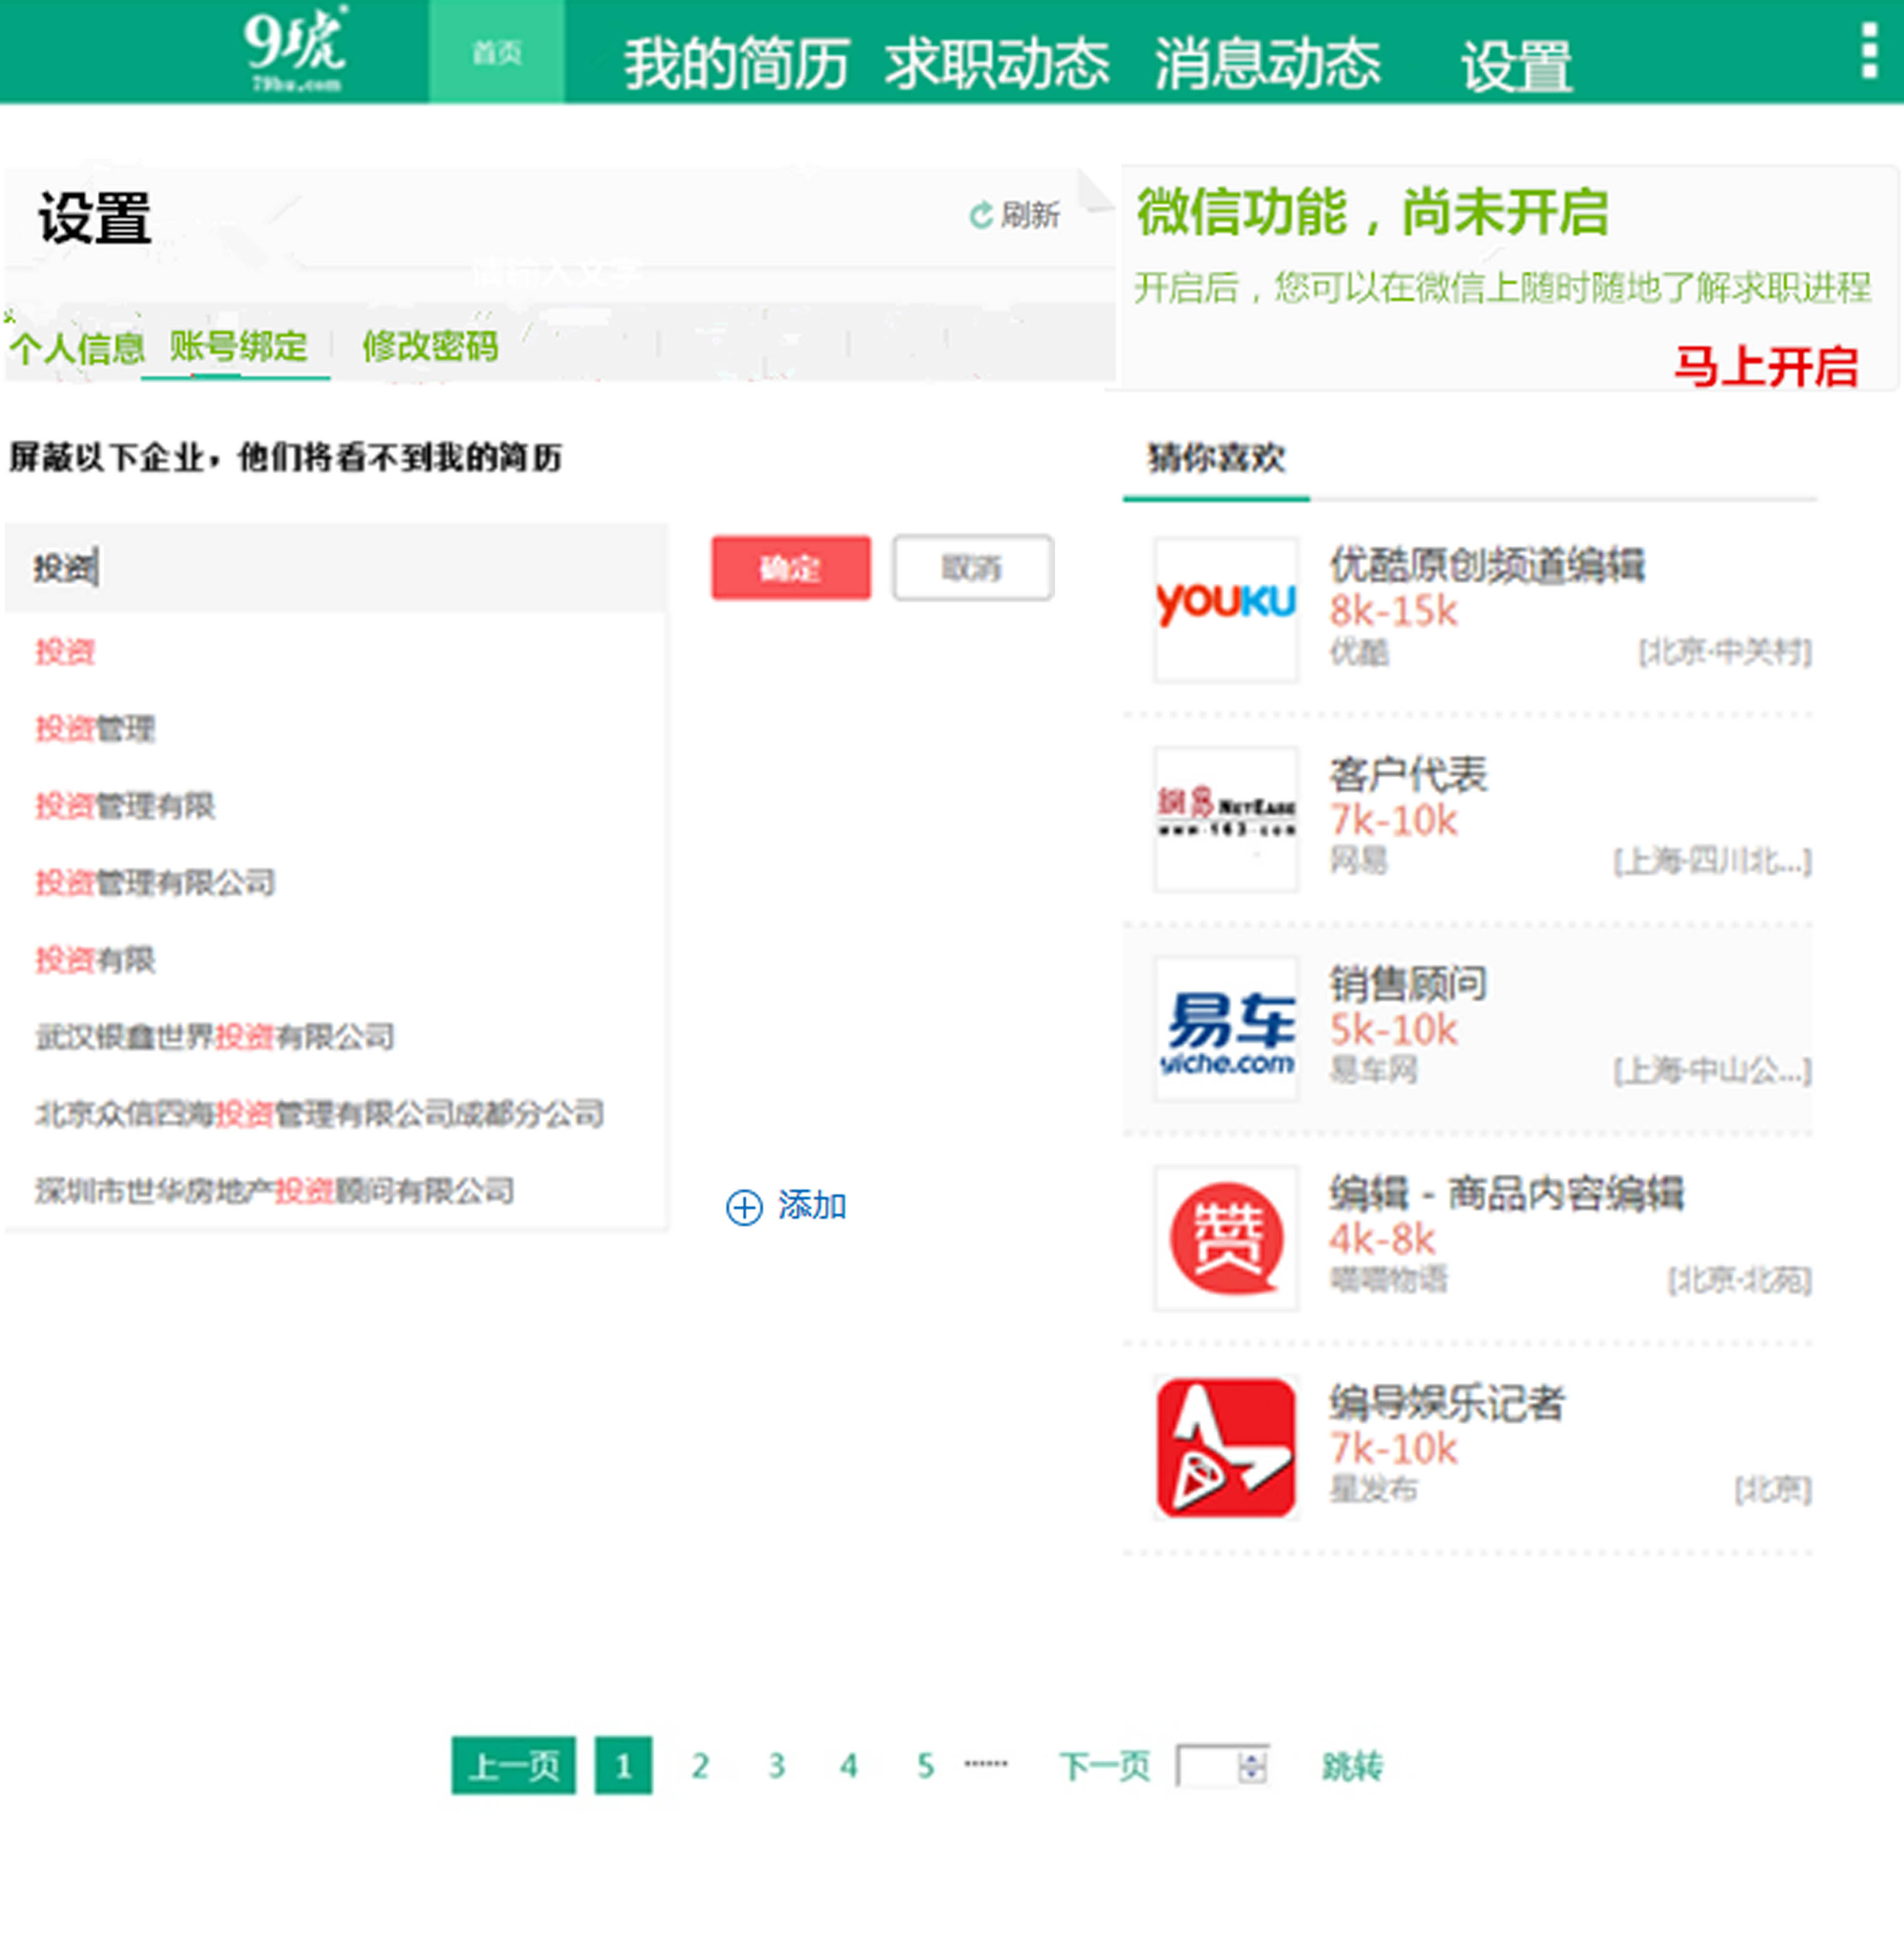 9虎
79hu.com
首页
我的简历
求职动态
消息动态
设置
设置
刷新
请输入文字
个人信息
账号绑定
修改密码
微信功能，尚未开启
开启后，您可以在微信上随时随地了解求职进程
马上开启
屏蔽以下企业，他们将看不到我的简历
投资
确定
取消
投资
投资管理
投资管理有限
投资管理有限公司
投资有限
武汉银鑫世界投资有限公司
北京众信四海投资管理有限公司成都分公司
深圳市世华房地产投资顾问有限公司
添加
猜你喜欢
YOUKU
优酷原创频道编辑
8k-15k
优酷 [北京·中关村]
網易 NETEASE
www.163.com
客户代表
7k-10k
网易 [上海·四川北...]
易车
yiche.com
销售顾问
5k-10k
易车网 [上海·中山公...]
赞
编辑 - 商品内容编辑
4k-8k
喵喵物语 [北京·北苑]
编导娱乐记者
7k-10k
星发布 [北京]
上一页 1 2 3 4 5 ······ 下一页 跳转